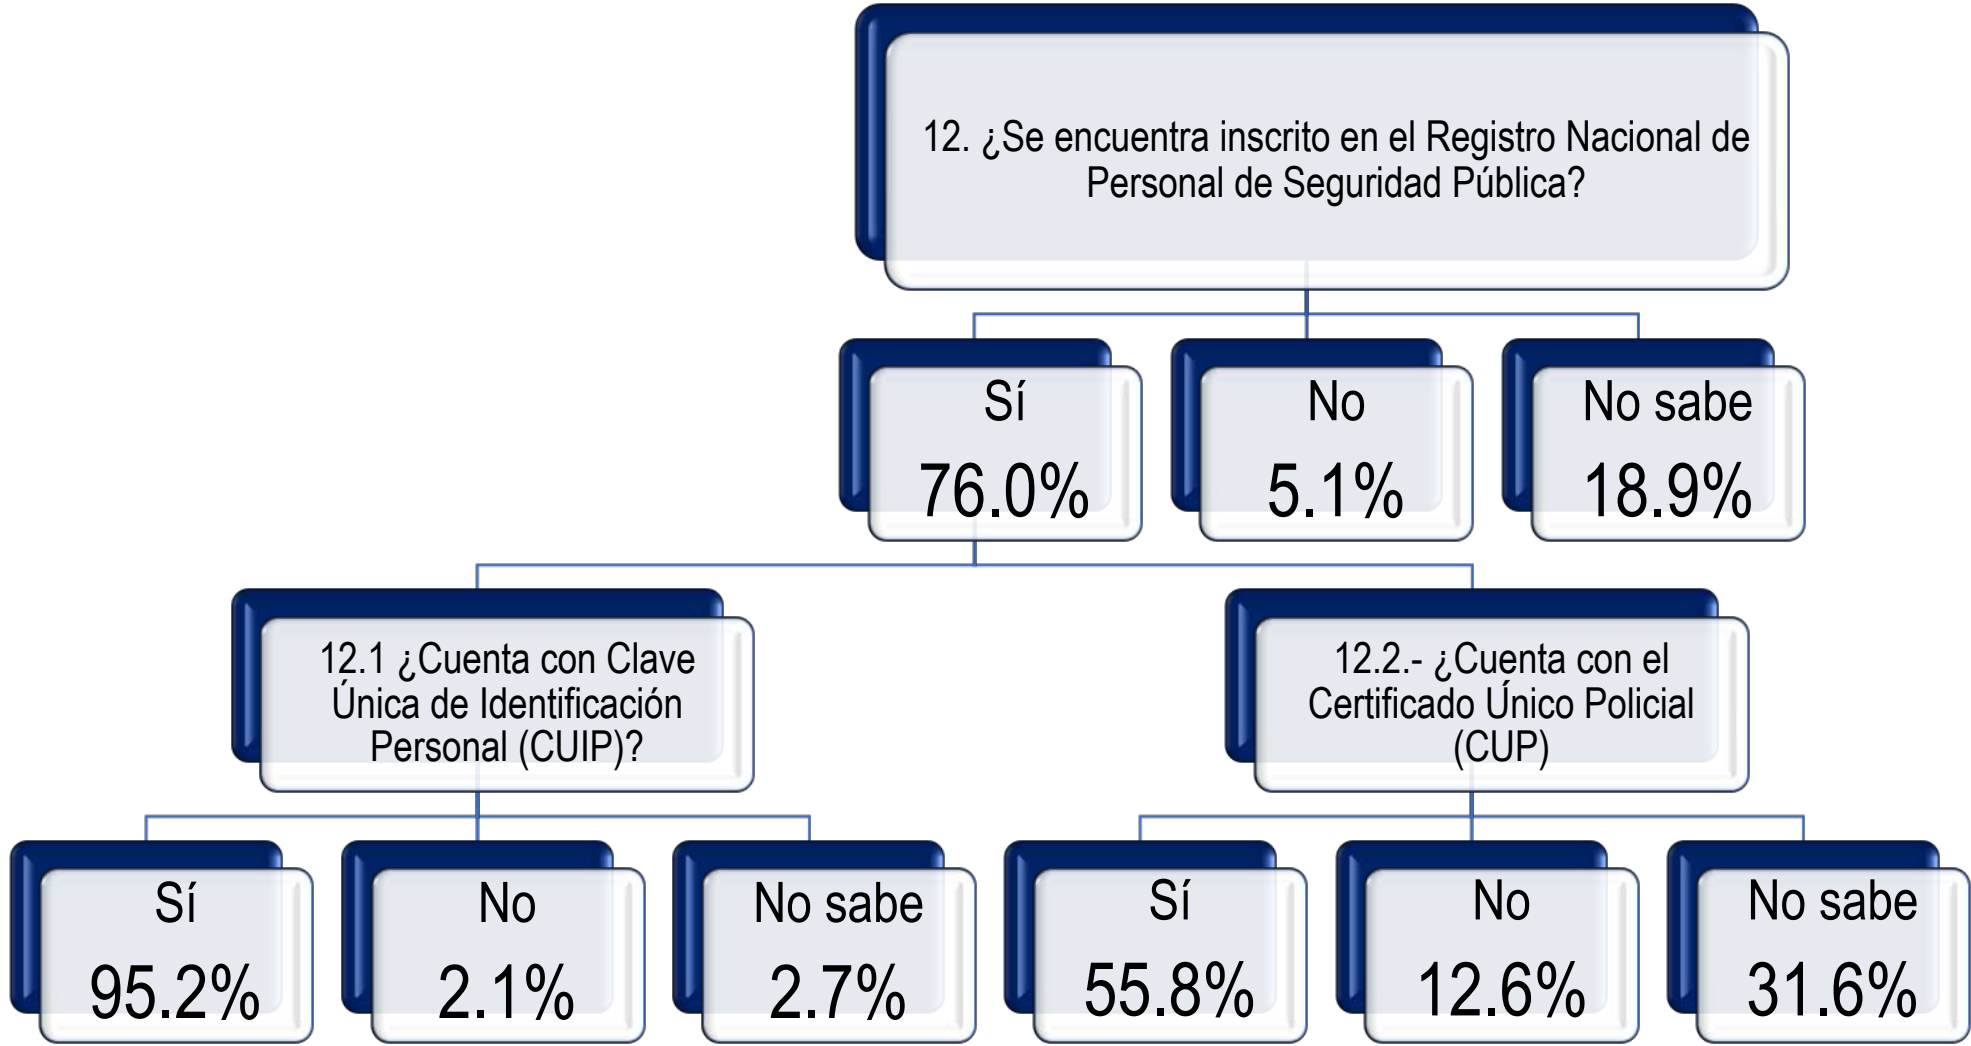 12. ¿Se encuentra inscrito en el Registro Nacional de
Personal de Seguridad Pública?
Sí
76.0%
No
5.1%
No sabe
18.9%
12.1 ¿Cuenta con Clave
Única de Identificación
Personal (CUIP)?
12.2.- ¿Cuenta con el
Certificado Único Policial
(CUP)
Sí
95.2%
No
2.1%
No sabe
2.7%
Sí
55.8%
No
12.6%
No sabe
31.6%